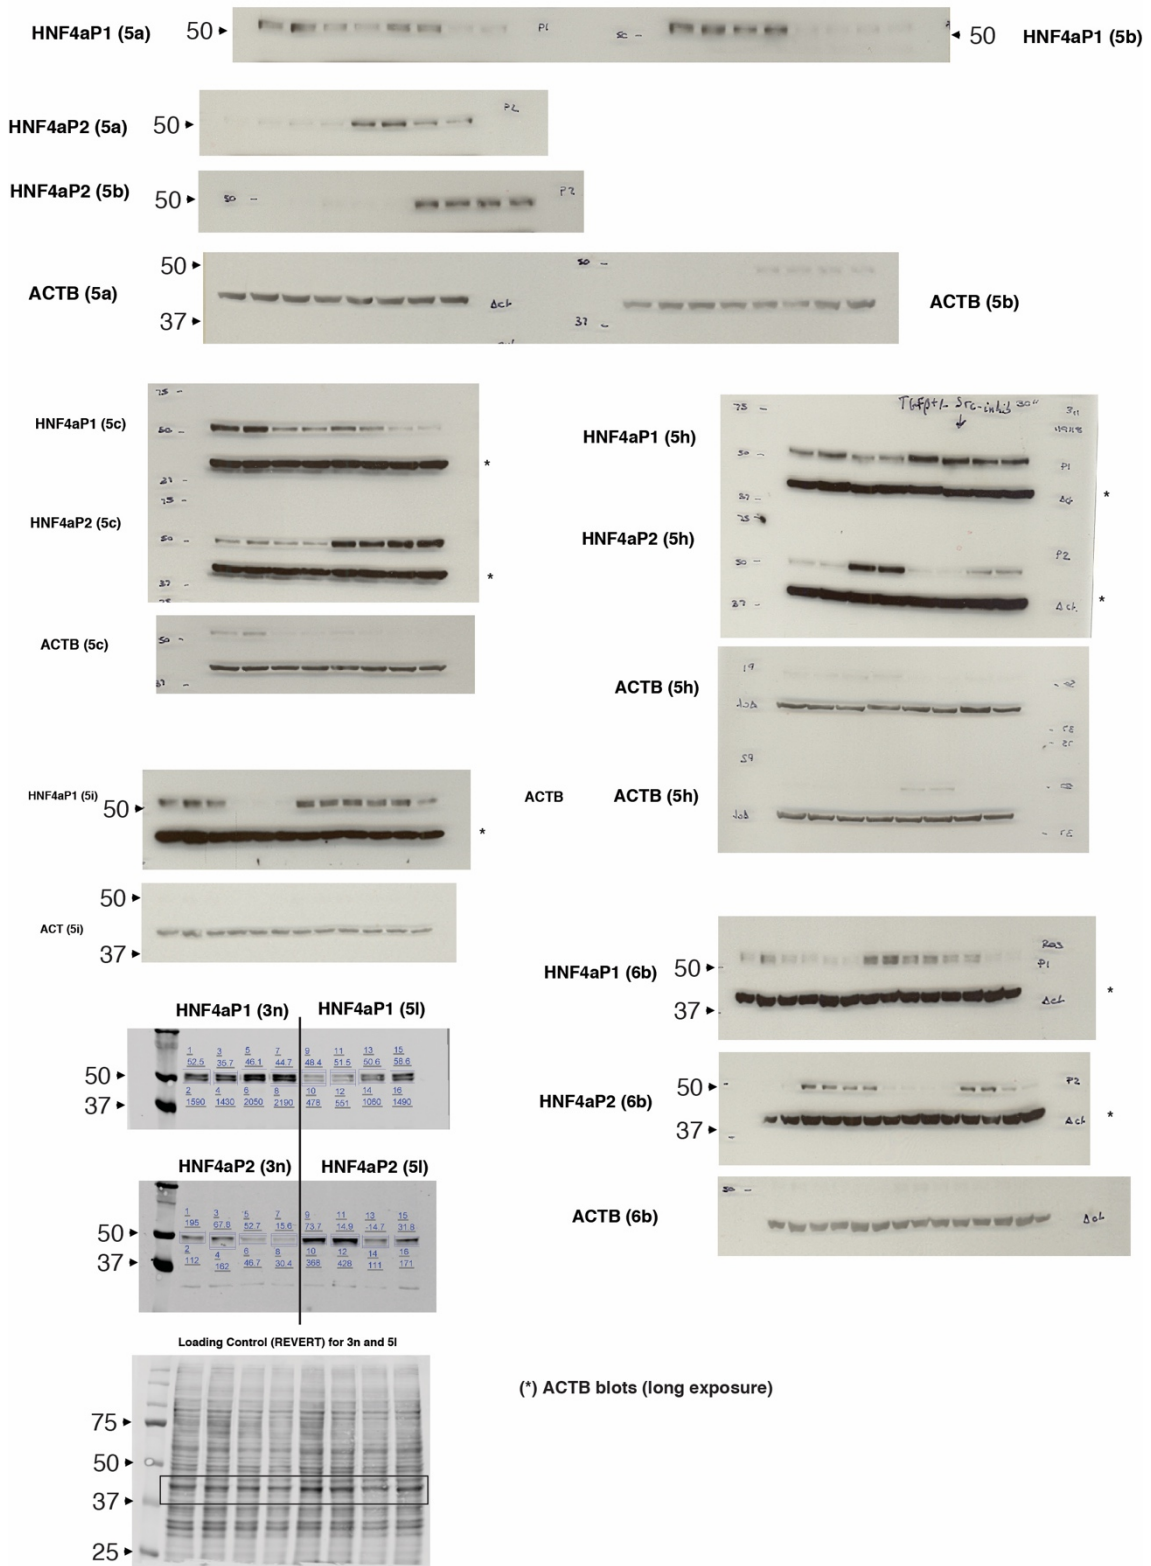 HNF4aP1 (5a)
50
P1
50 -
50
HNF4aP1 (5b)
HNF4aP2 (5a)
50
P2
HNF4aP2 (5b)
50
50 -
P2
ACTB (5a)
50
37
Act
50 -
37 -
ACTB (5b)
HNF4aP1 (5c)
75 -
50 -
37 -
*
HNF4aP2 (5c)
75 -
50 -
37 -
*
ACTB (5c)
50 -
37 -
HNF4aP1 (5h)
75 -
TGFβ+/- Src-inhib 30"
50 -
P1
37 -
Act
*
HNF4aP2 (5h)
75 -
50 -
P2
37 -
Act
*
ACTB (5h)
P1
Act
ACTB (5h)
P2
Act
HNF4aP1 (5i)
50
*
ACTB
ACT (5i)
50
37
HNF4aP1 (6b)
50
37
Ras
P1
Act
*
HNF4aP2 (6b)
50
37
P2
Act
*
ACTB (6b)
50 -
Act
HNF4aP1 (3n) HNF4aP1 (5l)
50
37
1 3 5 7 9 11 13 15
52.5 35.7 46.1 44.7 48.4 51.5 50.6 58.6
2 4 6 8 10 12 14 16
1590 1430 2050 2190 478 551 1050 1490
HNF4aP2 (3n) HNF4aP2 (5l)
50
37
1 3 5 7 9 11 13 15
195 67.8 52.7 15.6 73.7 14.9 -14.7 31.8
2 4 6 8 10 12 14 16
112 162 46.7 30.4 368 428 111 171
Loading Control (REVERT) for 3n and 5l
75
50
37
25
(*) ACTB blots (long exposure)